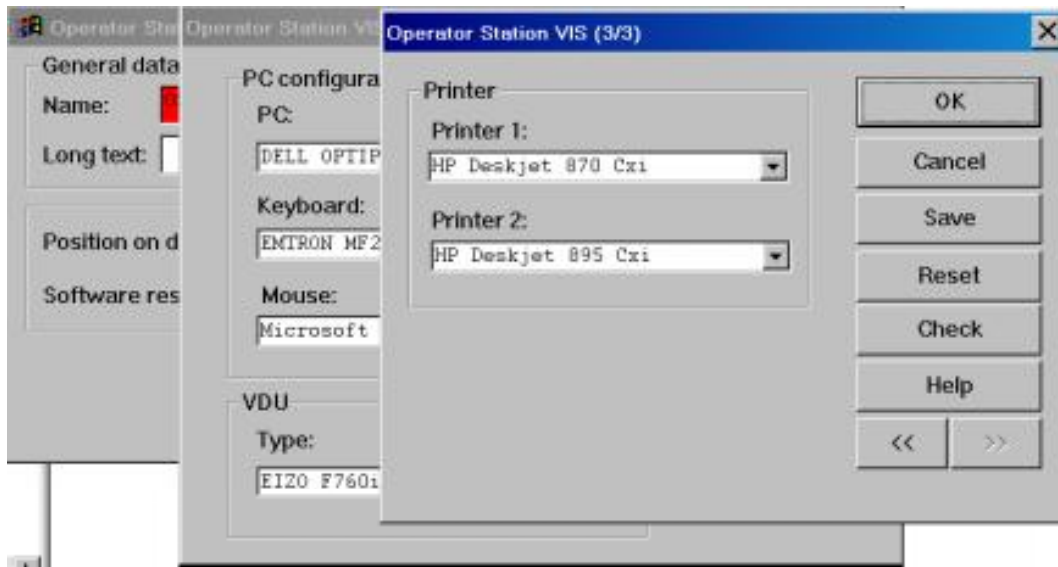 Operator Sta
General data
Name:
Long text:
Position on d
Software res
Operator Station VIS
PC configura
PC:
DELL OPTIP
Keyboard:
EMTRON MF2
Mouse:
Microsoft
VDU
Type:
EIZO F760i
Operator Station VIS (3/3)
Printer
Printer 1:
HP Deskjet 870 Cxi
Printer 2:
HP Deskjet 895 Cxi
OK
Cancel
Save
Reset
Check
Help
<< >>